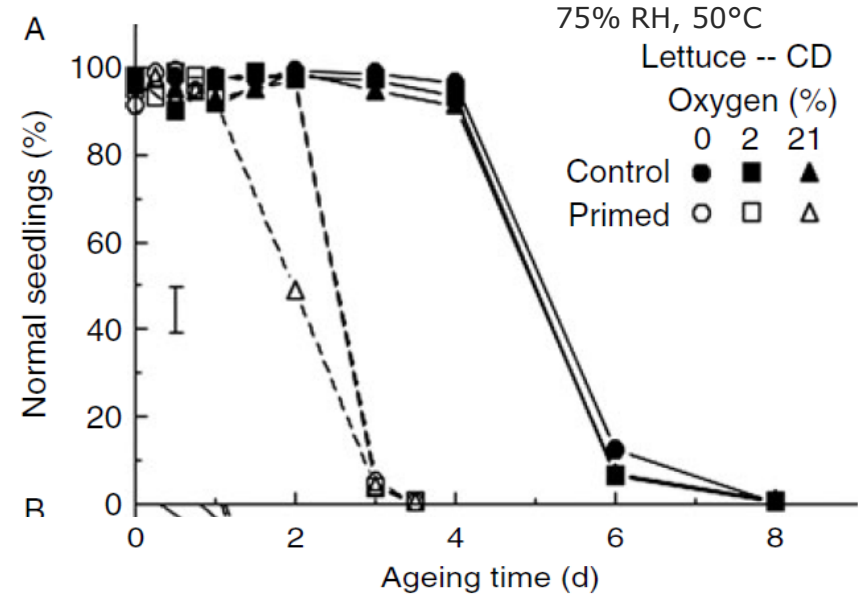 A
75% RH, 50°C
Lettuce -- CD
Oxygen (%)
0 2 21
Control
Primed
Normal seedlings (%)
100
80
60
40
20
0
B
0 2 4 6 8
Ageing time (d)